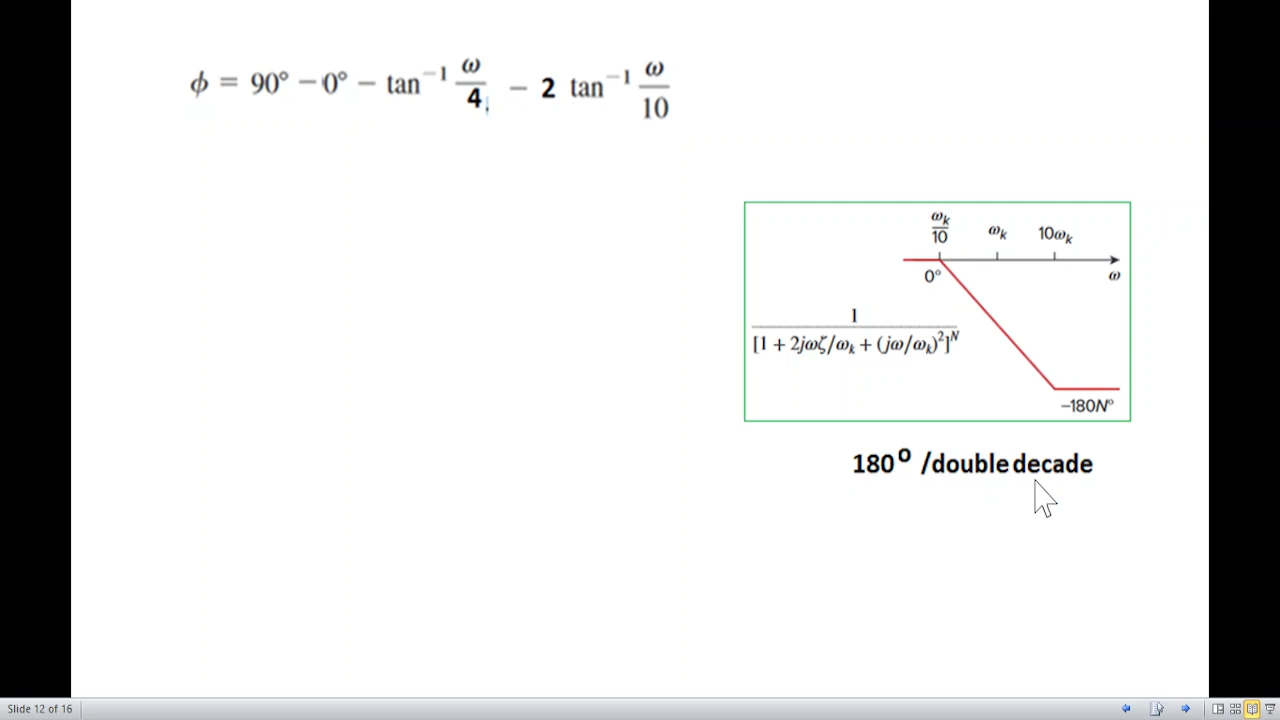 ϕ = 90° − 0° − tan⁻¹ ω/4 − 2 tan⁻¹ ω/10
ωk/10 ωk 10ωk
0° ω
1/[1 + 2jωζ/ωk + (jω/ωk)²]ᴺ
−180N°
180⁰ /double decade
Slide 12 of 16